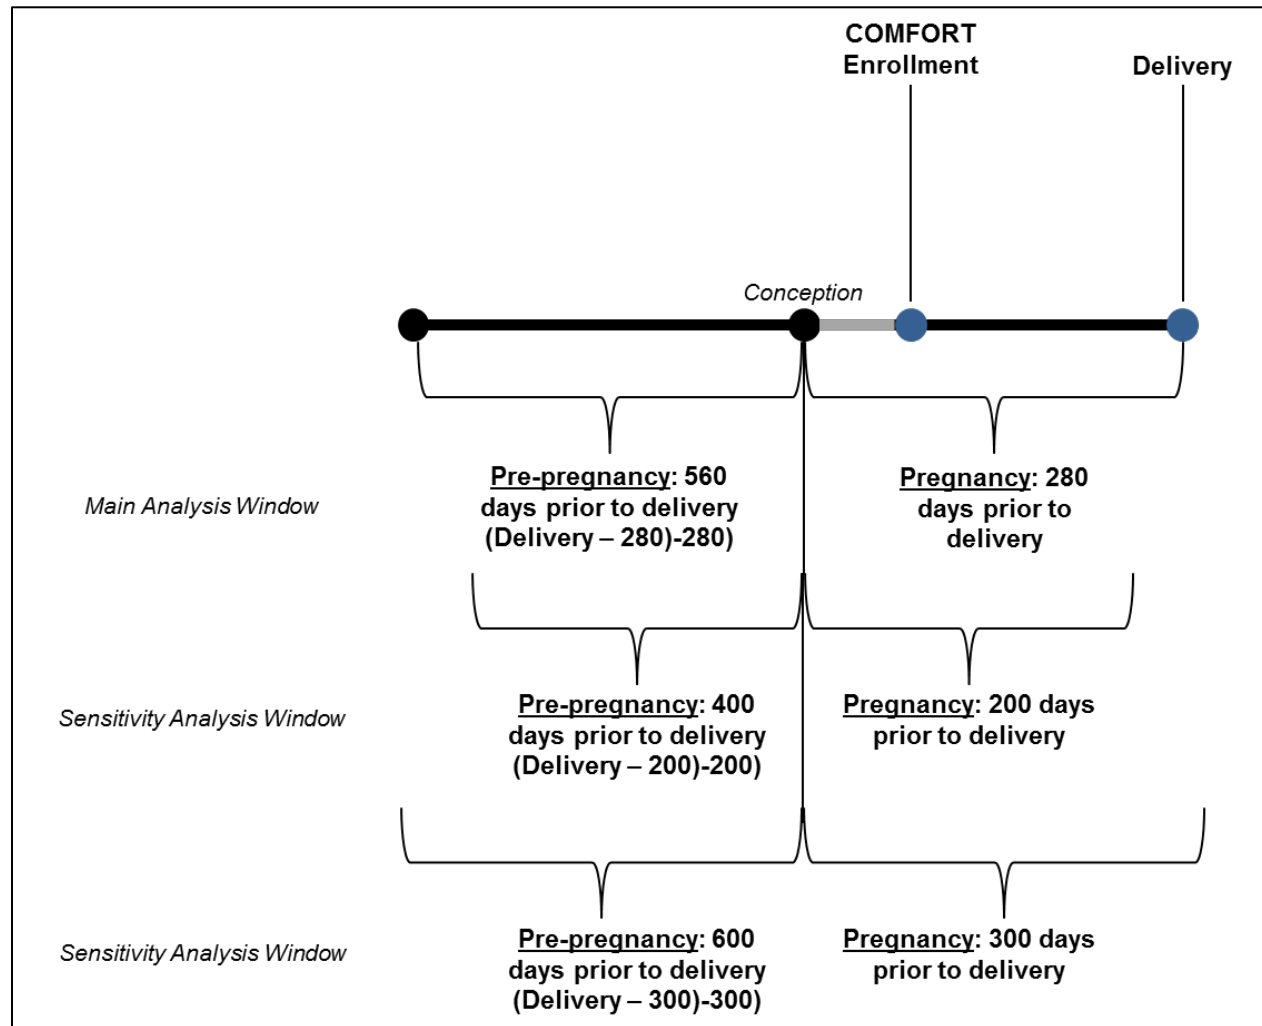 COMFORT
Enrollment
Delivery
Conception
Main Analysis Window
Pre-pregnancy: 560
days prior to delivery
(Delivery – 280)-280)
Pregnancy: 280
days prior to
delivery
Sensitivity Analysis Window
Pre-pregnancy: 400
days prior to delivery
(Delivery – 200)-200)
Pregnancy: 200 days
prior to delivery
Sensitivity Analysis Window
Pre-pregnancy: 600
days prior to delivery
(Delivery – 300)-300)
Pregnancy: 300 days
prior to delivery